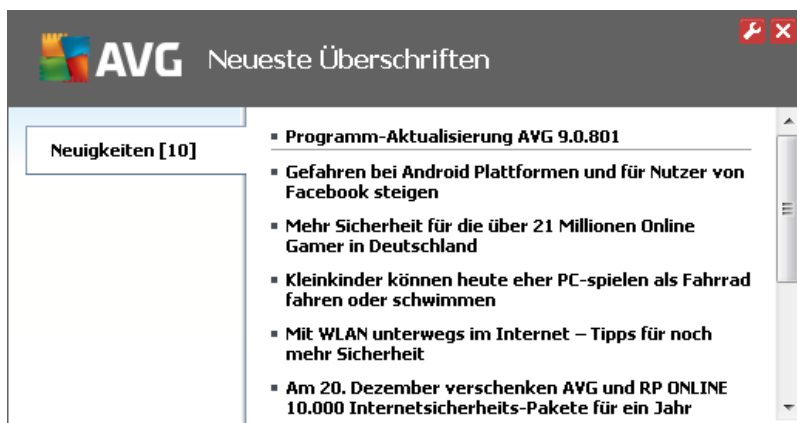 AVG Neueste Überschriften
Neuigkeiten [10]
Programm-Aktualisierung AVG 9.0.801
Gefahren bei Android Plattformen und für Nutzer von
Facebook steigen
Mehr Sicherheit für die über 21 Millionen Online
Gamer in Deutschland
Kleinkinder können heute eher PC-spielen als Fahrrad
fahren oder schwimmen
Mit WLAN unterwegs im Internet – Tipps für noch
mehr Sicherheit
Am 20. Dezember verschenken AVG und RP ONLINE
10.000 Internetsicherheits-Pakete für ein Jahr